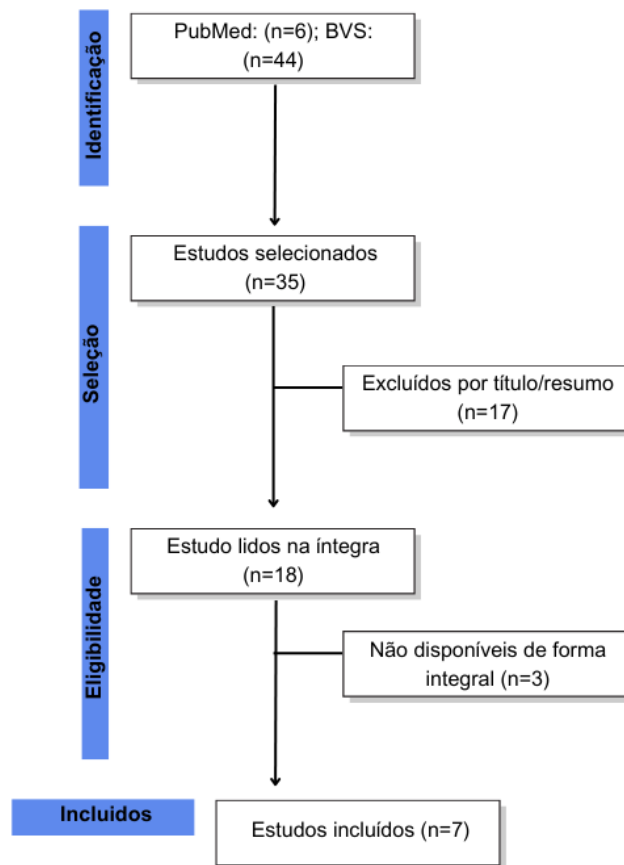 Identificação
PubMed: (n=6); BVS:
(n=44)
Seleção
Estudos selecionados
(n=35)
Excluídos por título/resumo
(n=17)
Eligibilidade
Estudo lidos na íntegra
(n=18)
Não disponíveis de forma
integral (n=3)
Incluidos
Estudos incluídos (n=7)